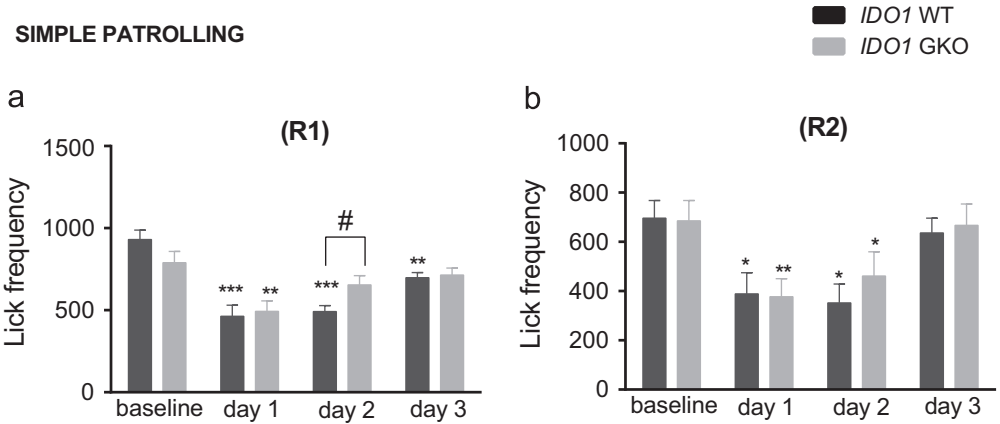 SIMPLE PATROLLING
IDO1 WT
IDO1 GKO
a
(R1)
Lick frequency
1500
1000
500
0
***
**
***
#
**
baseline day 1 day 2 day 3
b
(R2)
Lick frequency
1000
800
600
400
200
0
*
**
*
*
baseline day 1 day 2 day 3